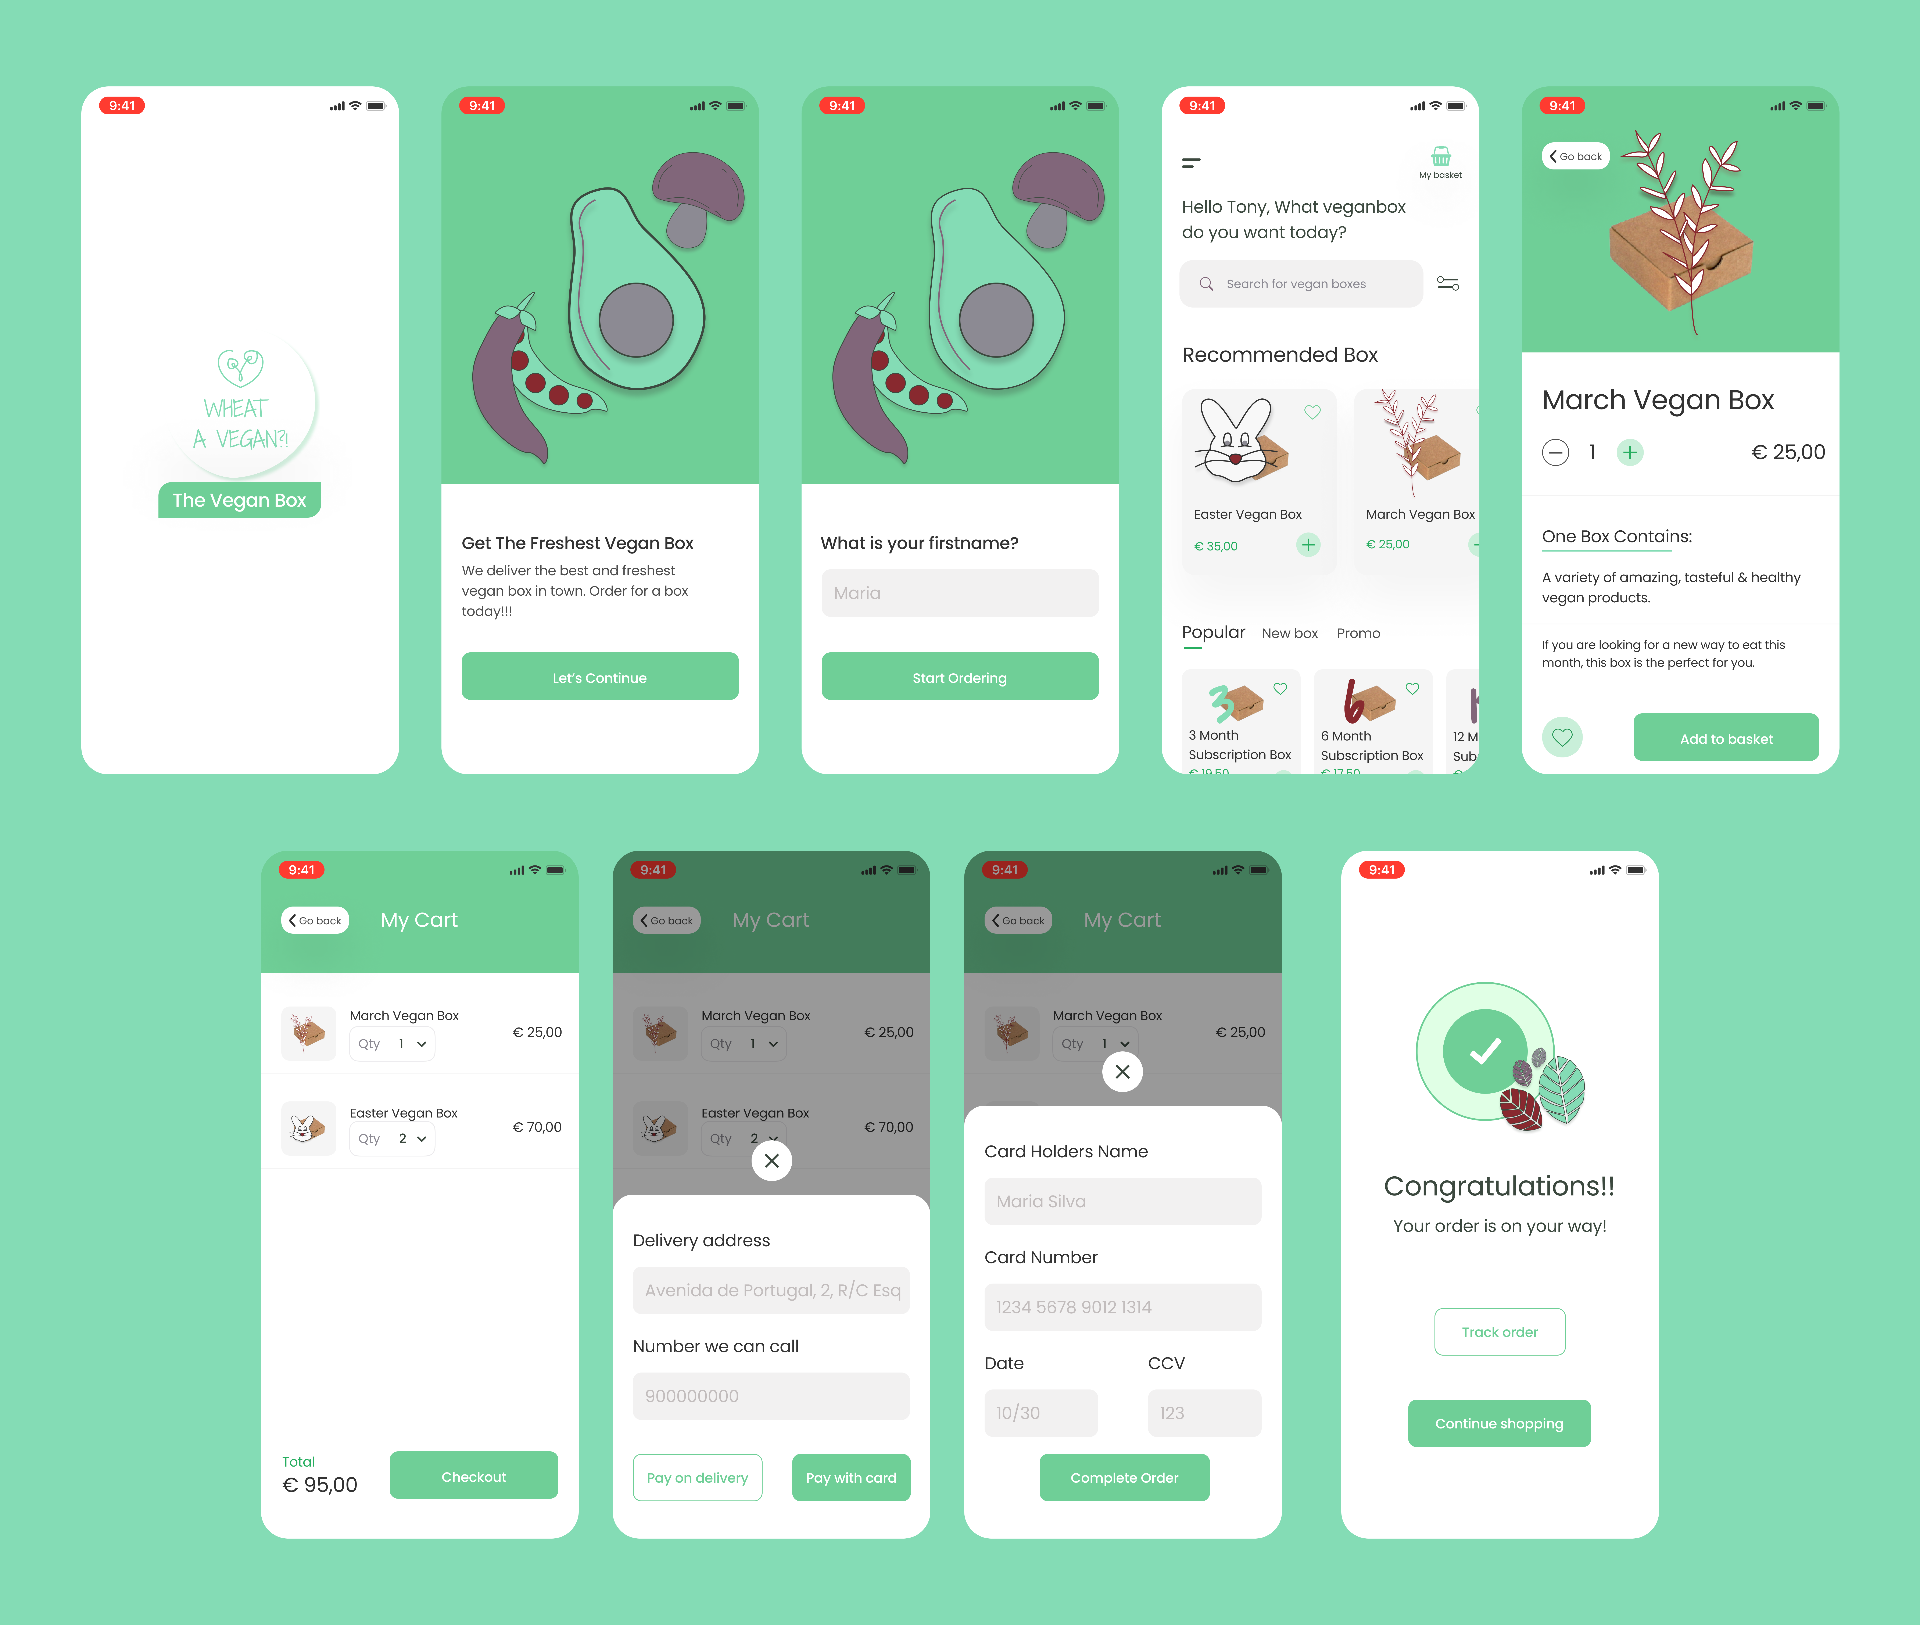 9:41
WHEAT
A VEGAN?!
The Vegan Box
9:41
Get The Freshest Vegan Box
We deliver the best and freshest
vegan box in town. Order for a box
today!!!
Let's Continue
9:41
What is your firstname?
Maria
Start Ordering
9:41
My basket
Hello Tony, What veganbox
do you want today?
Search for vegan boxes
Recommended Box
Easter Vegan Box
€ 35,00
March Vegan Box
€ 25,00
Popular New box Promo
3
3 Month
Subscription Box
€ 19,50
6
6 Month
Subscription Box
€ 17,50
12 M
Sub
€
9:41
Go back
March Vegan Box
1
€ 25,00
One Box Contains:
A variety of amazing, tasteful & healthy
vegan products.
If you are looking for a new way to eat this
month, this box is the perfect for you.
Add to basket
9:41
Go back
My Cart
March Vegan Box
Qty 1
€ 25,00
Easter Vegan Box
Qty 2
€ 70,00
Total
€ 95,00
Checkout
9:41
Go back
My Cart
March Vegan Box
Qty 1
€ 25,00
Easter Vegan Box
Qty 2
€ 70,00
Delivery address
Avenida de Portugal, 2, R/C Esq
Number we can call
900000000
Pay on delivery
Pay with card
9:41
Go back
My Cart
March Vegan Box
Qty 1
€ 25,00
Card Holders Name
Maria Silva
Card Number
1234 5678 9012 1314
Date
CCV
10/30
123
Complete Order
9:41
Congratulations!!
Your order is on your way!
Track order
Continue shopping